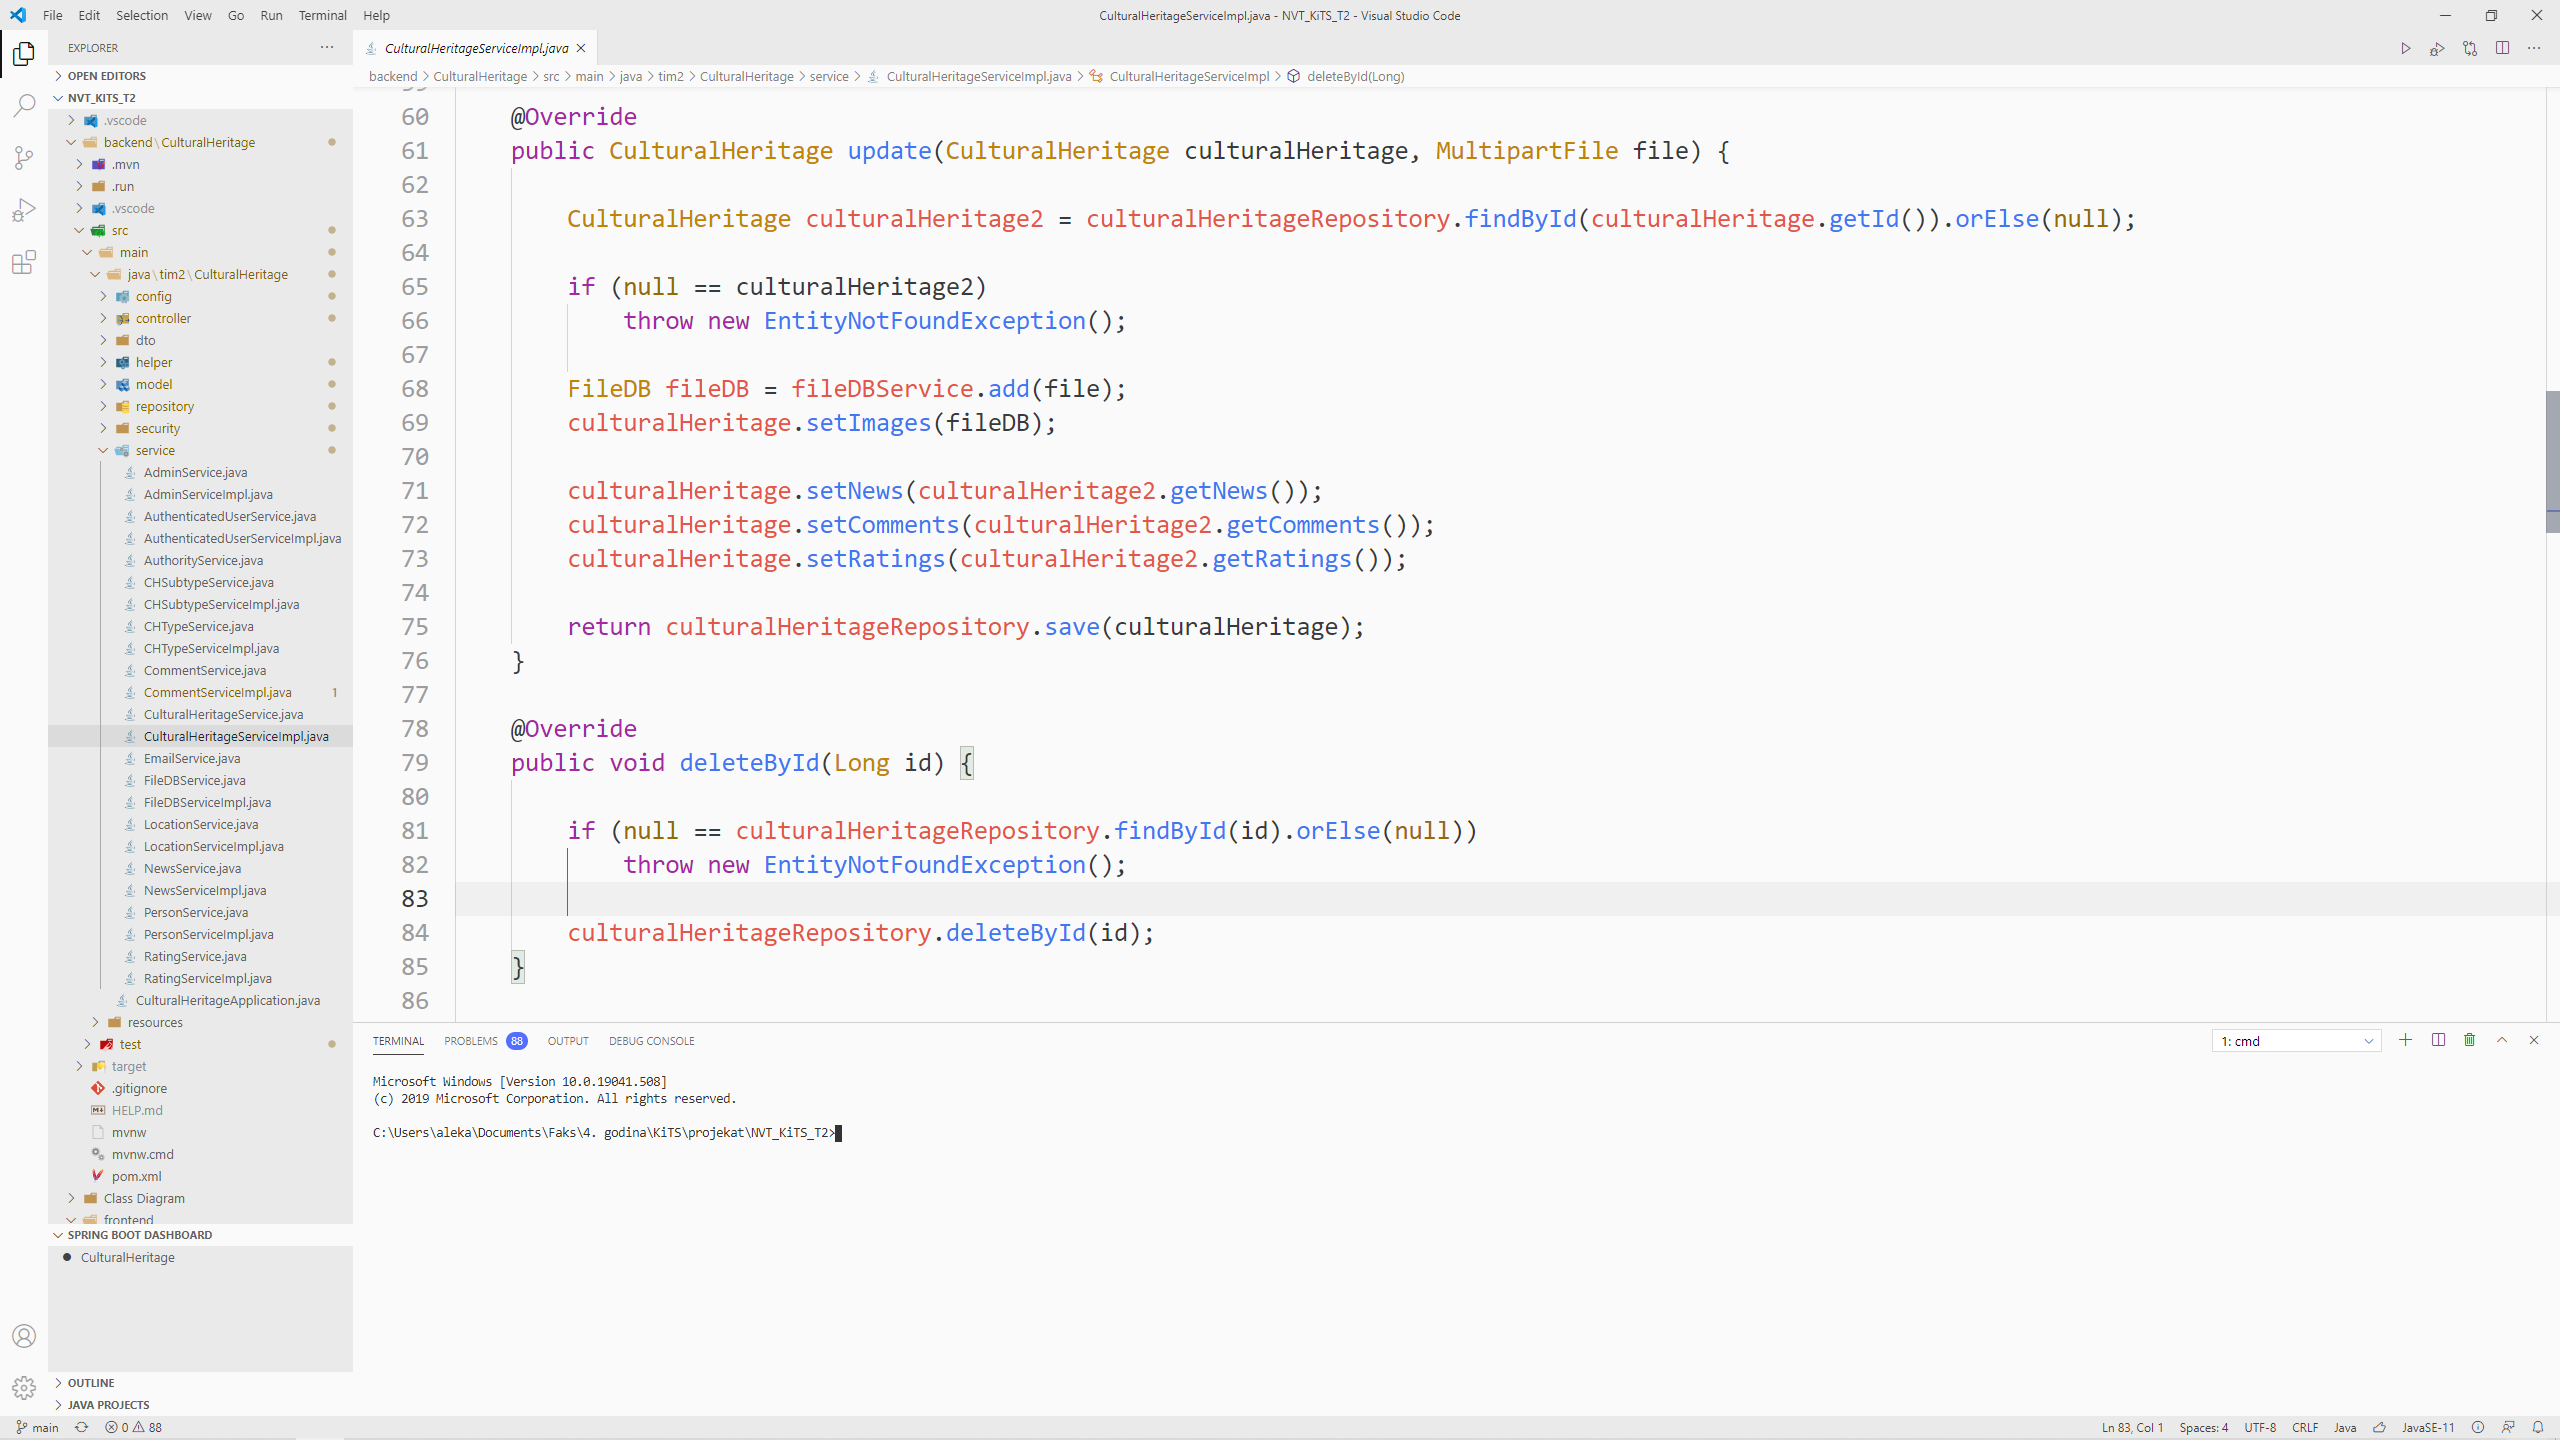 File Edit Selection View Go Run Terminal Help
CulturalHeritageServiceImpl.java - NVT_KiTS_T2 - Visual Studio Code
EXPLORER
OPEN EDITORS
NVT_KITS_T2
.vscode
backend\CulturalHeritage
.mvn
.run
.vscode
src
main
java\tim2\CulturalHeritage
config
controller
dto
helper
model
repository
security
service
AdminService.java
AdminServiceImpl.java
AuthenticatedUserService.java
AuthenticatedUserServiceImpl.java
AuthorityService.java
CHSubtypeService.java
CHSubtypeServiceImpl.java
CHTypeService.java
CHTypeServiceImpl.java
CommentService.java
CommentServiceImpl.java 1
CulturalHeritageService.java
CulturalHeritageServiceImpl.java
EmailService.java
FileDBService.java
FileDBServiceImpl.java
LocationService.java
LocationServiceImpl.java
NewsService.java
NewsServiceImpl.java
PersonService.java
PersonServiceImpl.java
RatingService.java
RatingServiceImpl.java
CulturalHeritageApplication.java
resources
test
target
.gitignore
HELP.md
mvnw
mvnw.cmd
pom.xml
Class Diagram
frontend
SPRING BOOT DASHBOARD
CulturalHeritage
OUTLINE
JAVA PROJECTS
CulturalHeritageServiceImpl.java
backend > CulturalHeritage > src > main > java > tim2 > CulturalHeritage > service > CulturalHeritageServiceImpl.java > CulturalHeritageServiceImpl > deleteById(Long)
60 @Override
61 public CulturalHeritage update(CulturalHeritage culturalHeritage, MultipartFile file) {
62
63 CulturalHeritage culturalHeritage2 = culturalHeritageRepository.findById(culturalHeritage.getId()).orElse(null);
64
65 if (null == culturalHeritage2)
66 throw new EntityNotFoundException();
67
68 FileDB fileDB = fileDBService.add(file);
69 culturalHeritage.setImages(fileDB);
70
71 culturalHeritage.setNews(culturalHeritage2.getNews());
72 culturalHeritage.setComments(culturalHeritage2.getComments());
73 culturalHeritage.setRatings(culturalHeritage2.getRatings());
74
75 return culturalHeritageRepository.save(culturalHeritage);
76 }
77
78 @Override
79 public void deleteById(Long id) {
80
81 if (null == culturalHeritageRepository.findById(id).orElse(null))
82 throw new EntityNotFoundException();
83
84 culturalHeritageRepository.deleteById(id);
85 }
86
TERMINAL PROBLEMS 88 OUTPUT DEBUG CONSOLE
1: cmd
Microsoft Windows [Version 10.0.19041.508]
(c) 2019 Microsoft Corporation. All rights reserved.
C:\Users\aleka\Documents\Faks\4. godina\KiTS\projekat\NVT_KiTS_T2>
main 0 88
Ln 83, Col 1 Spaces: 4 UTF-8 CRLF Java JavaSE-11